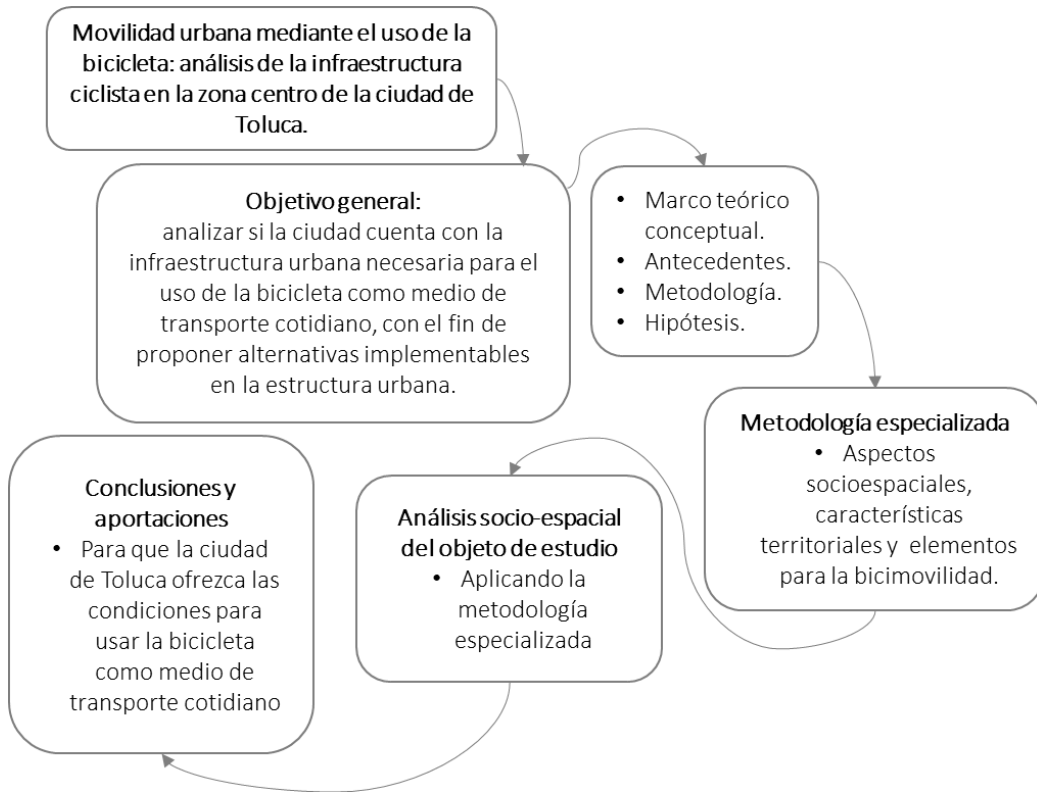 Movilidad urbana mediante el uso de la
bicicleta: análisis de la infraestructura
ciclista en la zona centro de la ciudad de
Toluca.
Objetivo general:
analizar si la ciudad cuenta con la
infraestructura urbana necesaria para el
uso de la bicicleta como medio de
transporte cotidiano, con el fin de
proponer alternativas implementables
en la estructura urbana.
• Marco teórico
conceptual.
• Antecedentes.
• Metodología.
• Hipótesis.
Metodología especializada
• Aspectos
socioespaciales,
características
territoriales y elementos
para la bicimovilidad.
Análisis socio-espacial
del objeto de estudio
• Aplicando la
metodología
especializada
Conclusiones y
aportaciones
• Para que la ciudad
de Toluca ofrezca las
condiciones para
usar la bicicleta
como medio de
transporte cotidiano